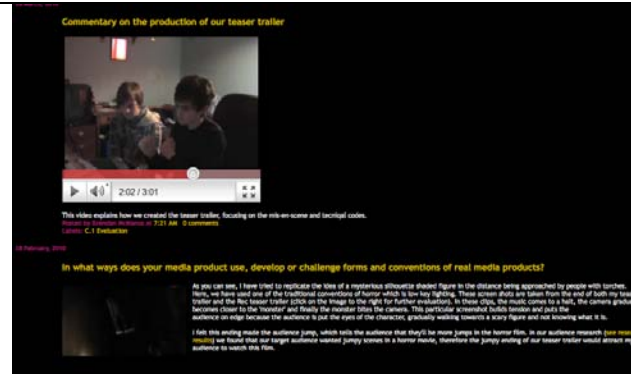 Commentary on the production of our teaser trailer
2:02 / 3:01
This video explains how we created the teaser trailer, focusing on the mis-en-scene and tecniqal codes.
Posted by Brendan McManus at 7:21 AM 0 comments
Labels: C.1 Evaluation
28 February, 2010
In what ways does your media product use, develop or challenge forms and conventions of real media products?
As you can see, I have tried to replicate the idea of a mysterious silhouette shaded figure in the distance being approached by people with torches.
Here, we have used one of the traditional conventions of horror which is low key lighting. These screen shots are taken from the end of both my teas
trailer and the Rec teaser trailer (click on the image to the right for further evaluation). In these clips, the music comes to a halt, the camera gradua
becomes closer to the 'monster' and finally the monster bites the camera. This particular screenshot builds tension and puts the
audience on edge because the audience is put the eyes of the character, gradually walking towards a scary figure and not knowing what it is.
I felt this ending made the audience jump, which tells the audience that they'll be more jumps in the horror film. In our audience research (see rese
results) we found that our target audience wanted jumpy scenes in a horror movie, therefore the jumpy ending of our teaser trailer would attract my
audience to watch this film.